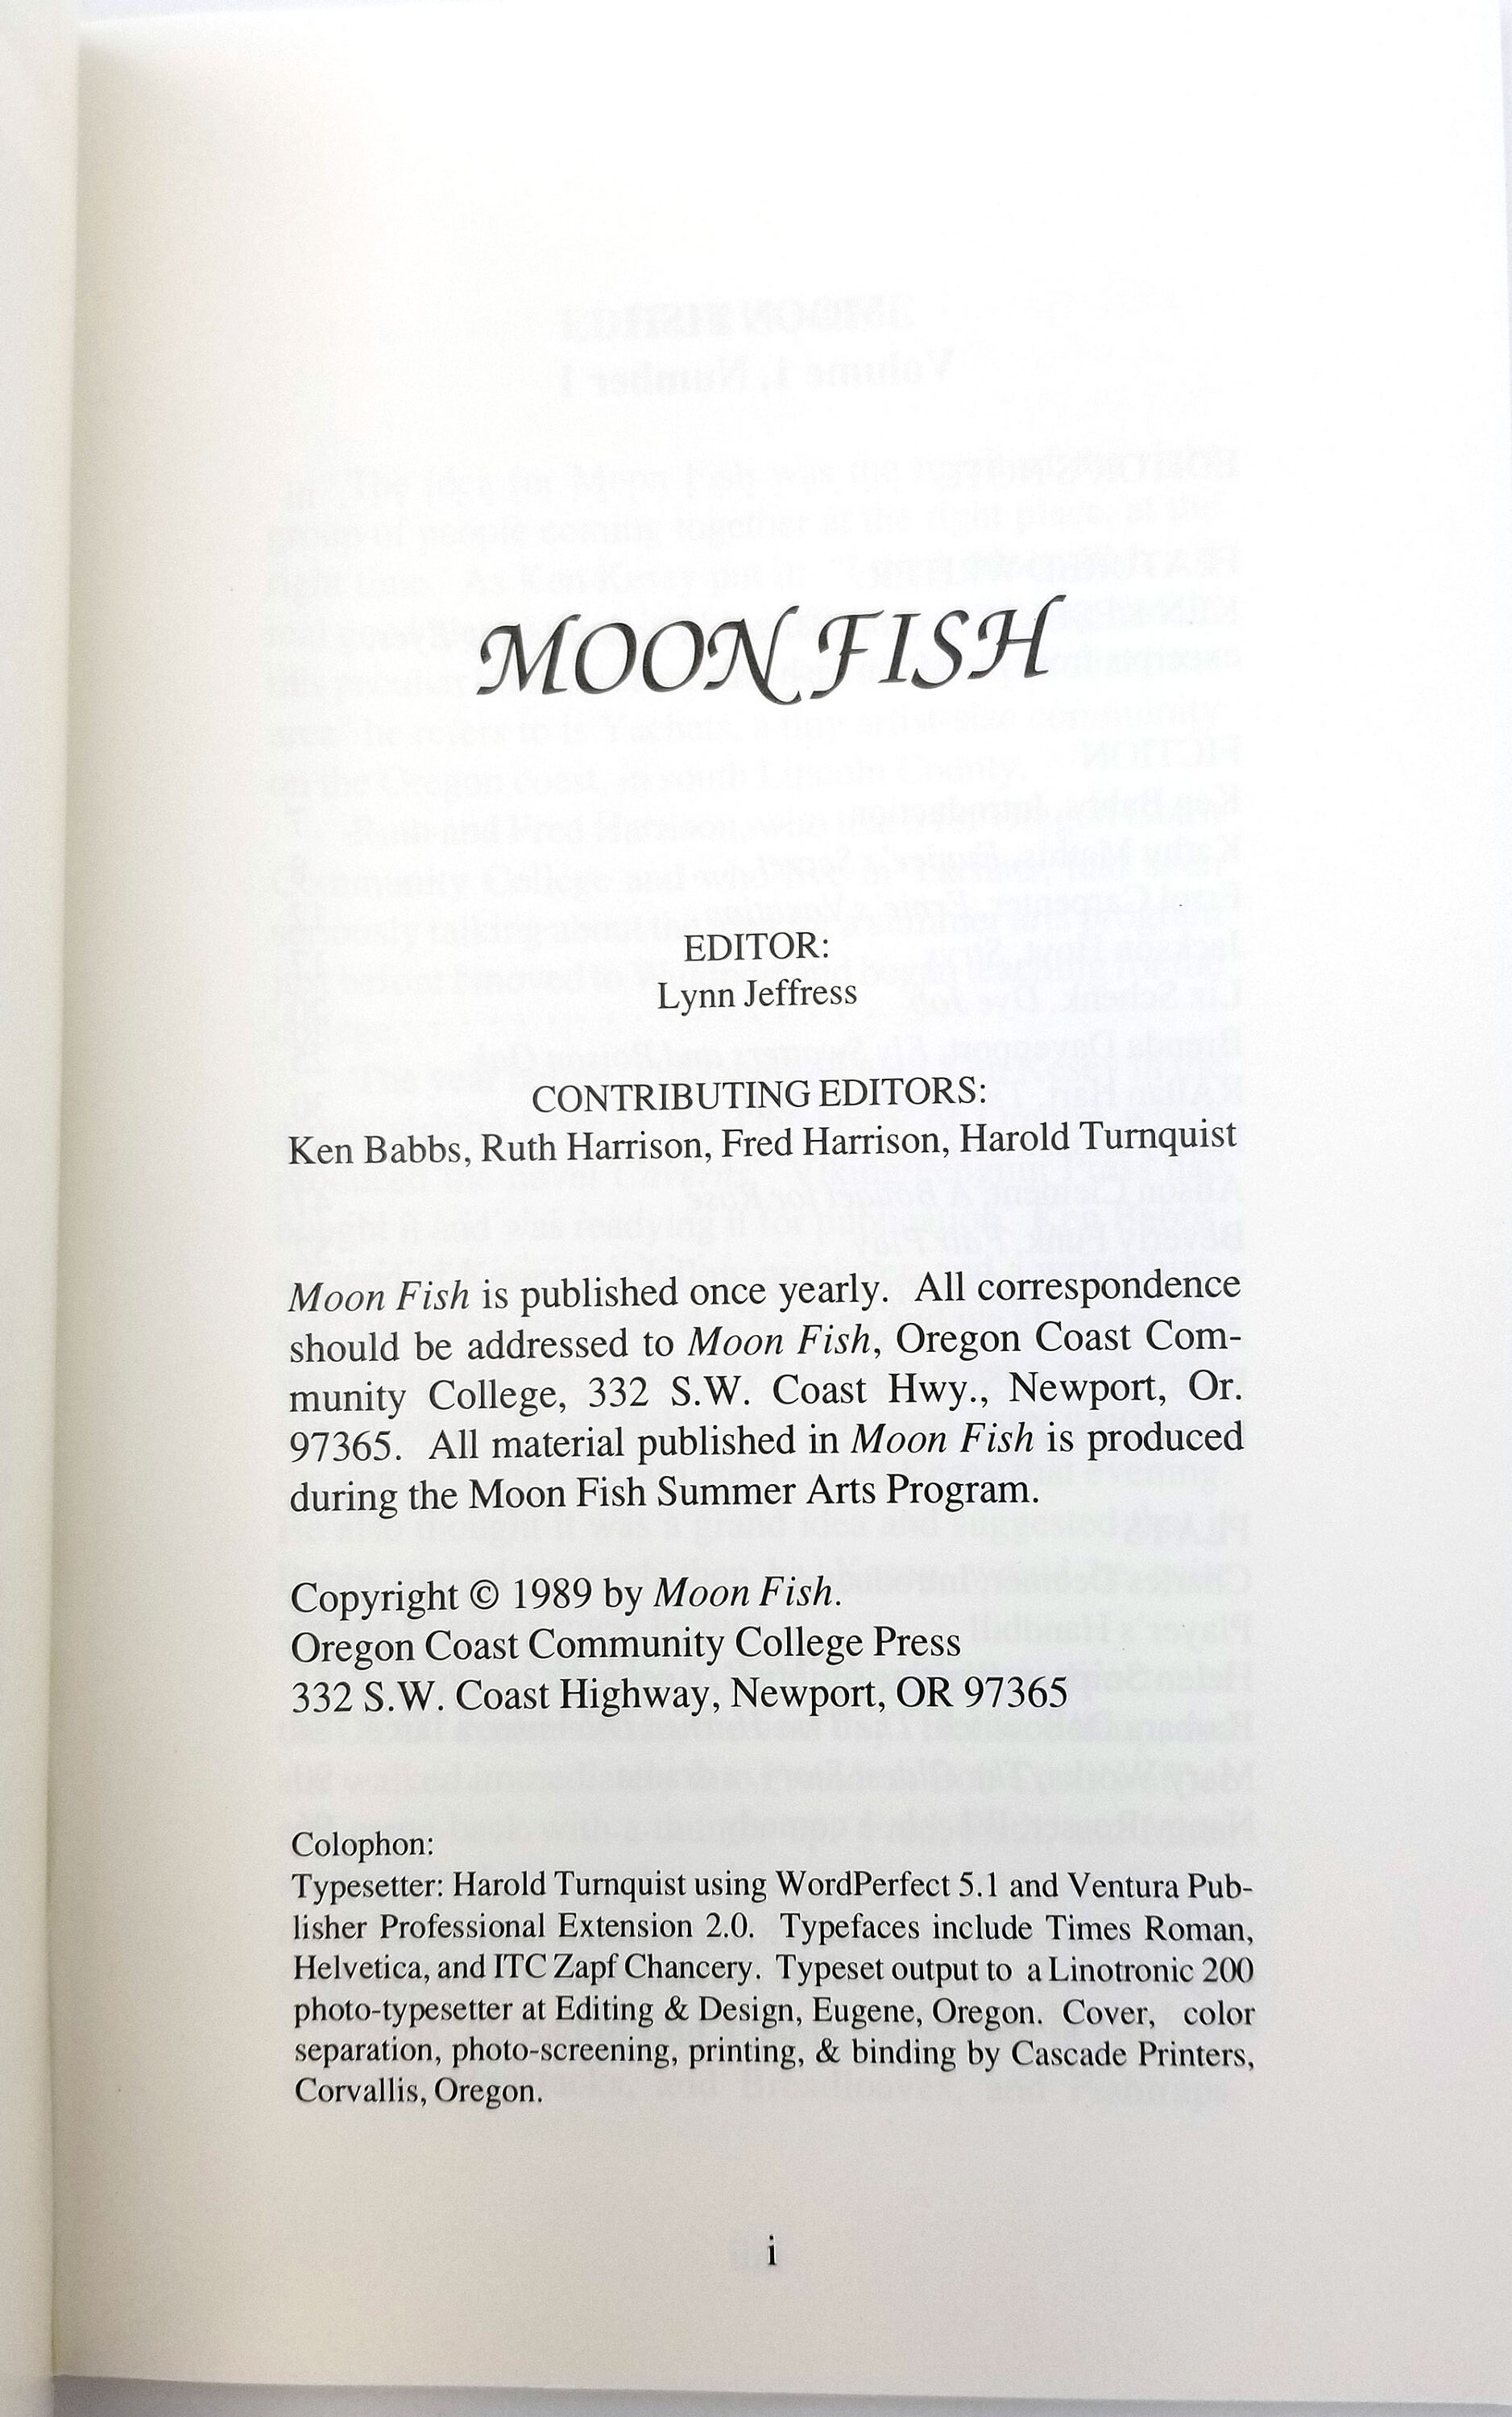 MOON FISH
EDITOR:
Lynn Jeffress
CONTRIBUTING EDITORS:
Ken Babbs, Ruth Harrison, Fred Harrison, Harold Turnquist
Moon Fish is published once yearly. All correspondence
should be addressed to Moon Fish, Oregon Coast Com-
munity College, 332 S.W. Coast Hwy., Newport, Or.
97365. All material published in Moon Fish is produced
during the Moon Fish Summer Arts Program.
Copyright © 1989 by Moon Fish.
Oregon Coast Community College Press
332 S.W. Coast Highway, Newport, OR 97365
Colophon:
Typesetter: Harold Turnquist using WordPerfect 5.1 and Ventura Pub-
lisher Professional Extension 2.0. Typefaces include Times Roman,
Helvetica, and ITC Zapf Chancery. Typeset output to a Linotronic 200
photo-typesetter at Editing & Design, Eugene, Oregon. Cover, color
separation, photo-screening, printing, & binding by Cascade Printers,
Corvallis, Oregon.
i